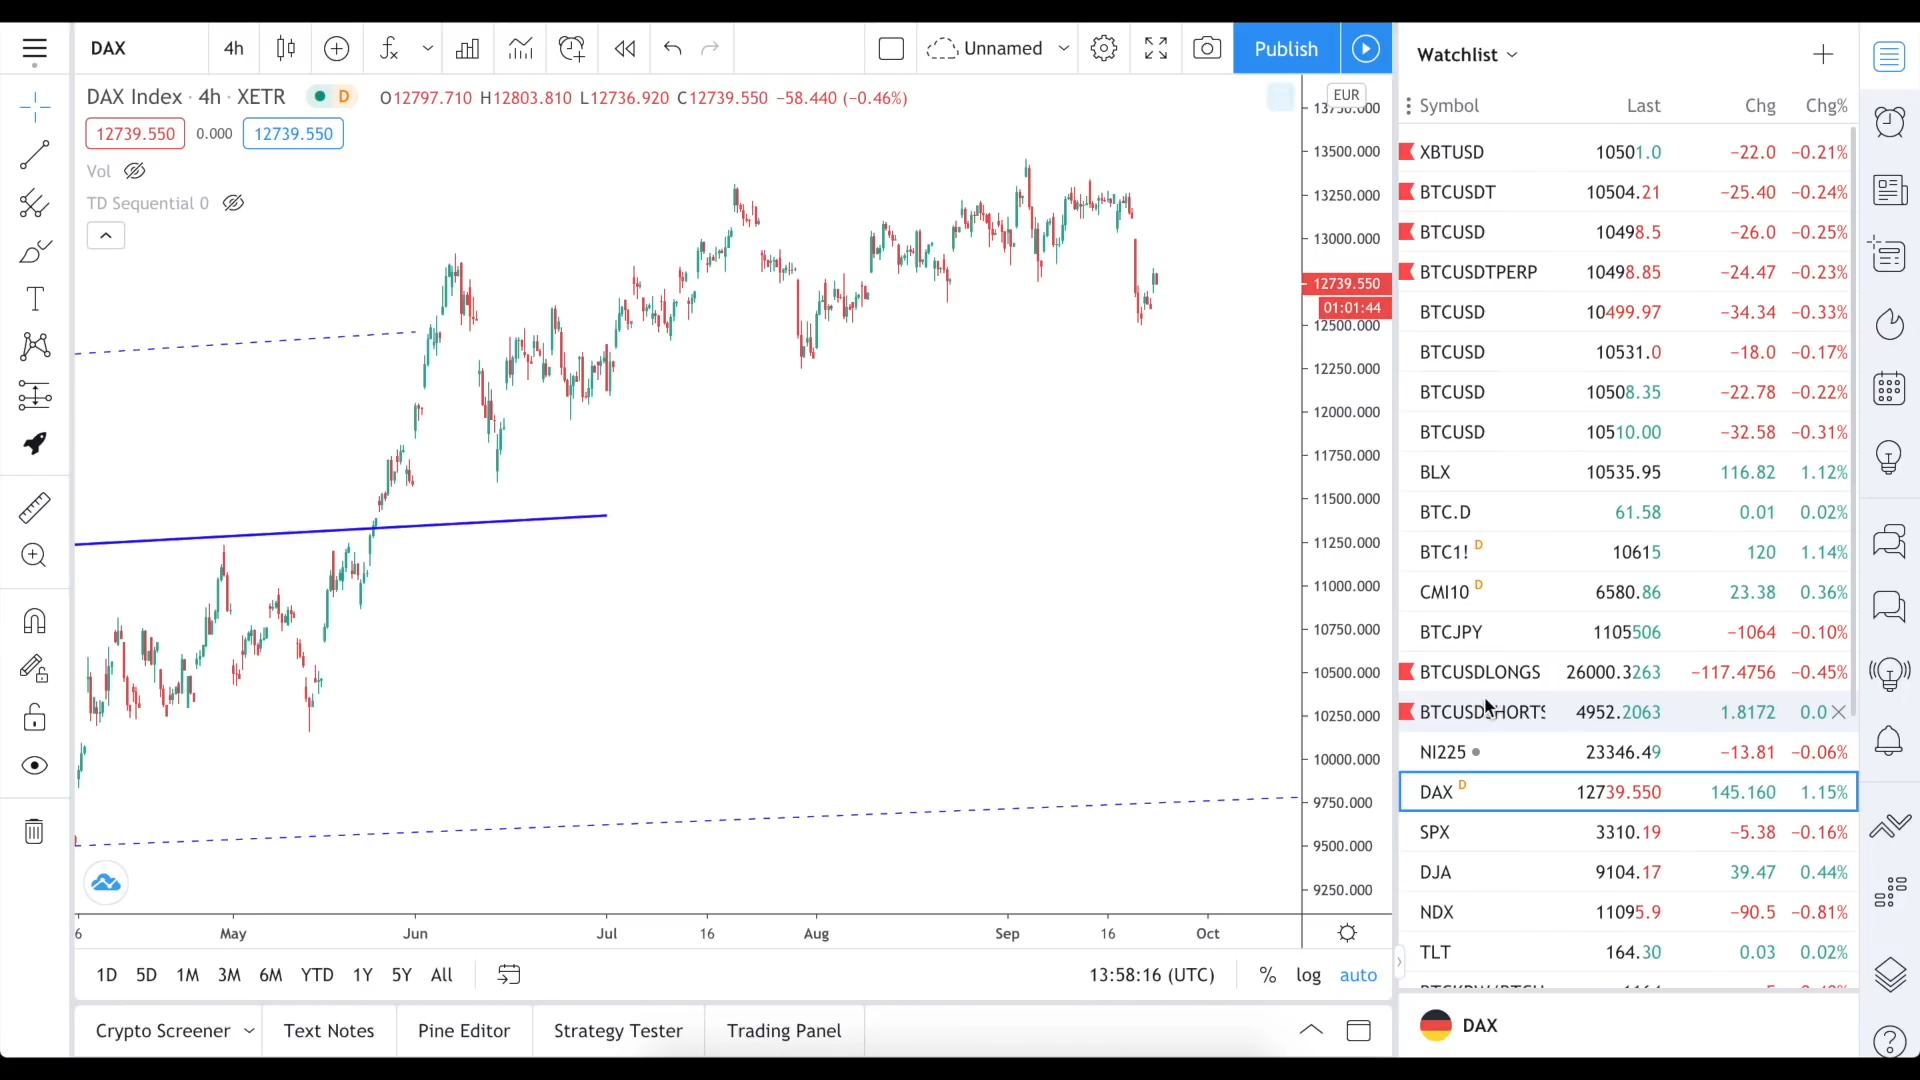 DAX 4h Unnamed Publish
DAX Index · 4h · XETR D O12797.710 H12803.810 L12736.920 C12739.550 −58.440 (−0.46%)
12739.550 0.000 12739.550
Vol
TD Sequential 0
EUR
13500.000
13250.000
13000.000
12739.550
01:01:44
12500.000
12250.000
12000.000
11750.000
11500.000
11250.000
11000.000
10750.000
10500.000
10250.000
10000.000
9750.000
9500.000
9250.000
6 May Jun Jul 16 Aug Sep 16 Oct
1D 5D 1M 3M 6M YTD 1Y 5Y All 13:58:16 (UTC) % log auto
Crypto Screener Text Notes Pine Editor Strategy Tester Trading Panel
Watchlist
Symbol Last Chg Chg%
XBTUSD 10501.0 −22.0 −0.21%
BTCUSDT 10504.21 −25.40 −0.24%
BTCUSD 10498.5 −26.0 −0.25%
BTCUSDTPERP 10498.85 −24.47 −0.23%
BTCUSD 10499.97 −34.34 −0.33%
BTCUSD 10531.0 −18.0 −0.17%
BTCUSD 10508.35 −22.78 −0.22%
BTCUSD 10510.00 −32.58 −0.31%
BLX 10535.95 116.82 1.12%
BTC.D 61.58 0.01 0.02%
BTC1! D 10615 120 1.14%
CMI10 D 6580.86 23.38 0.36%
BTCJPY 1105506 −1064 −0.10%
BTCUSDLONGS 26000.3263 −117.4756 −0.45%
BTCUSDSHORTS 4952.2063 1.8172 0.0
NI225 23346.49 −13.81 −0.06%
DAX D 12739.550 145.160 1.15%
SPX 3310.19 −5.38 −0.16%
DJA 9104.17 39.47 0.44%
NDX 11095.9 −90.5 −0.81%
TLT 164.30 0.03 0.02%
DAX